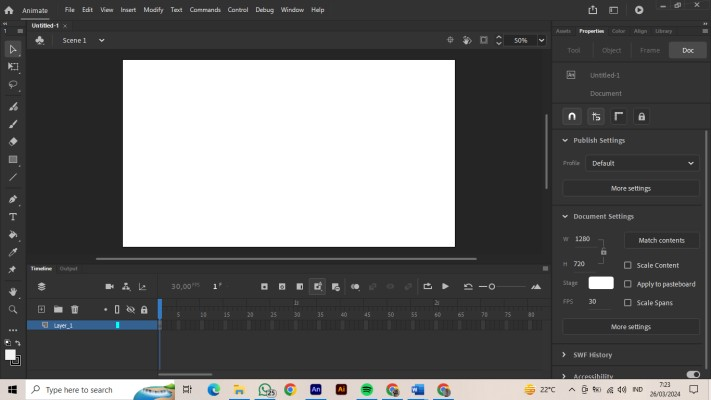 Animate File Edit View Insert Modify Text Commands Control Debug Window Help
Untitled-1 ×
Scene 1 50%
Assets Properties Color Align Library
Tool Object Frame Doc
Untitled-1
Document
Publish Settings
Profile Default
More settings
Document Settings
W 1280 Match contents
H 720 Scale Content
Stage Apply to pasteboard
FPS 30 Scale Spans
More settings
SWF History
Accessibility
Timeline Output
30,00 FPS 1 F
1s 2s
5 10 15 20 25 30 35 40 45 50 55 60 65 70 75 80
Layer_1
Type here to search An Ai 22°C IND 7:23
26/03/2024